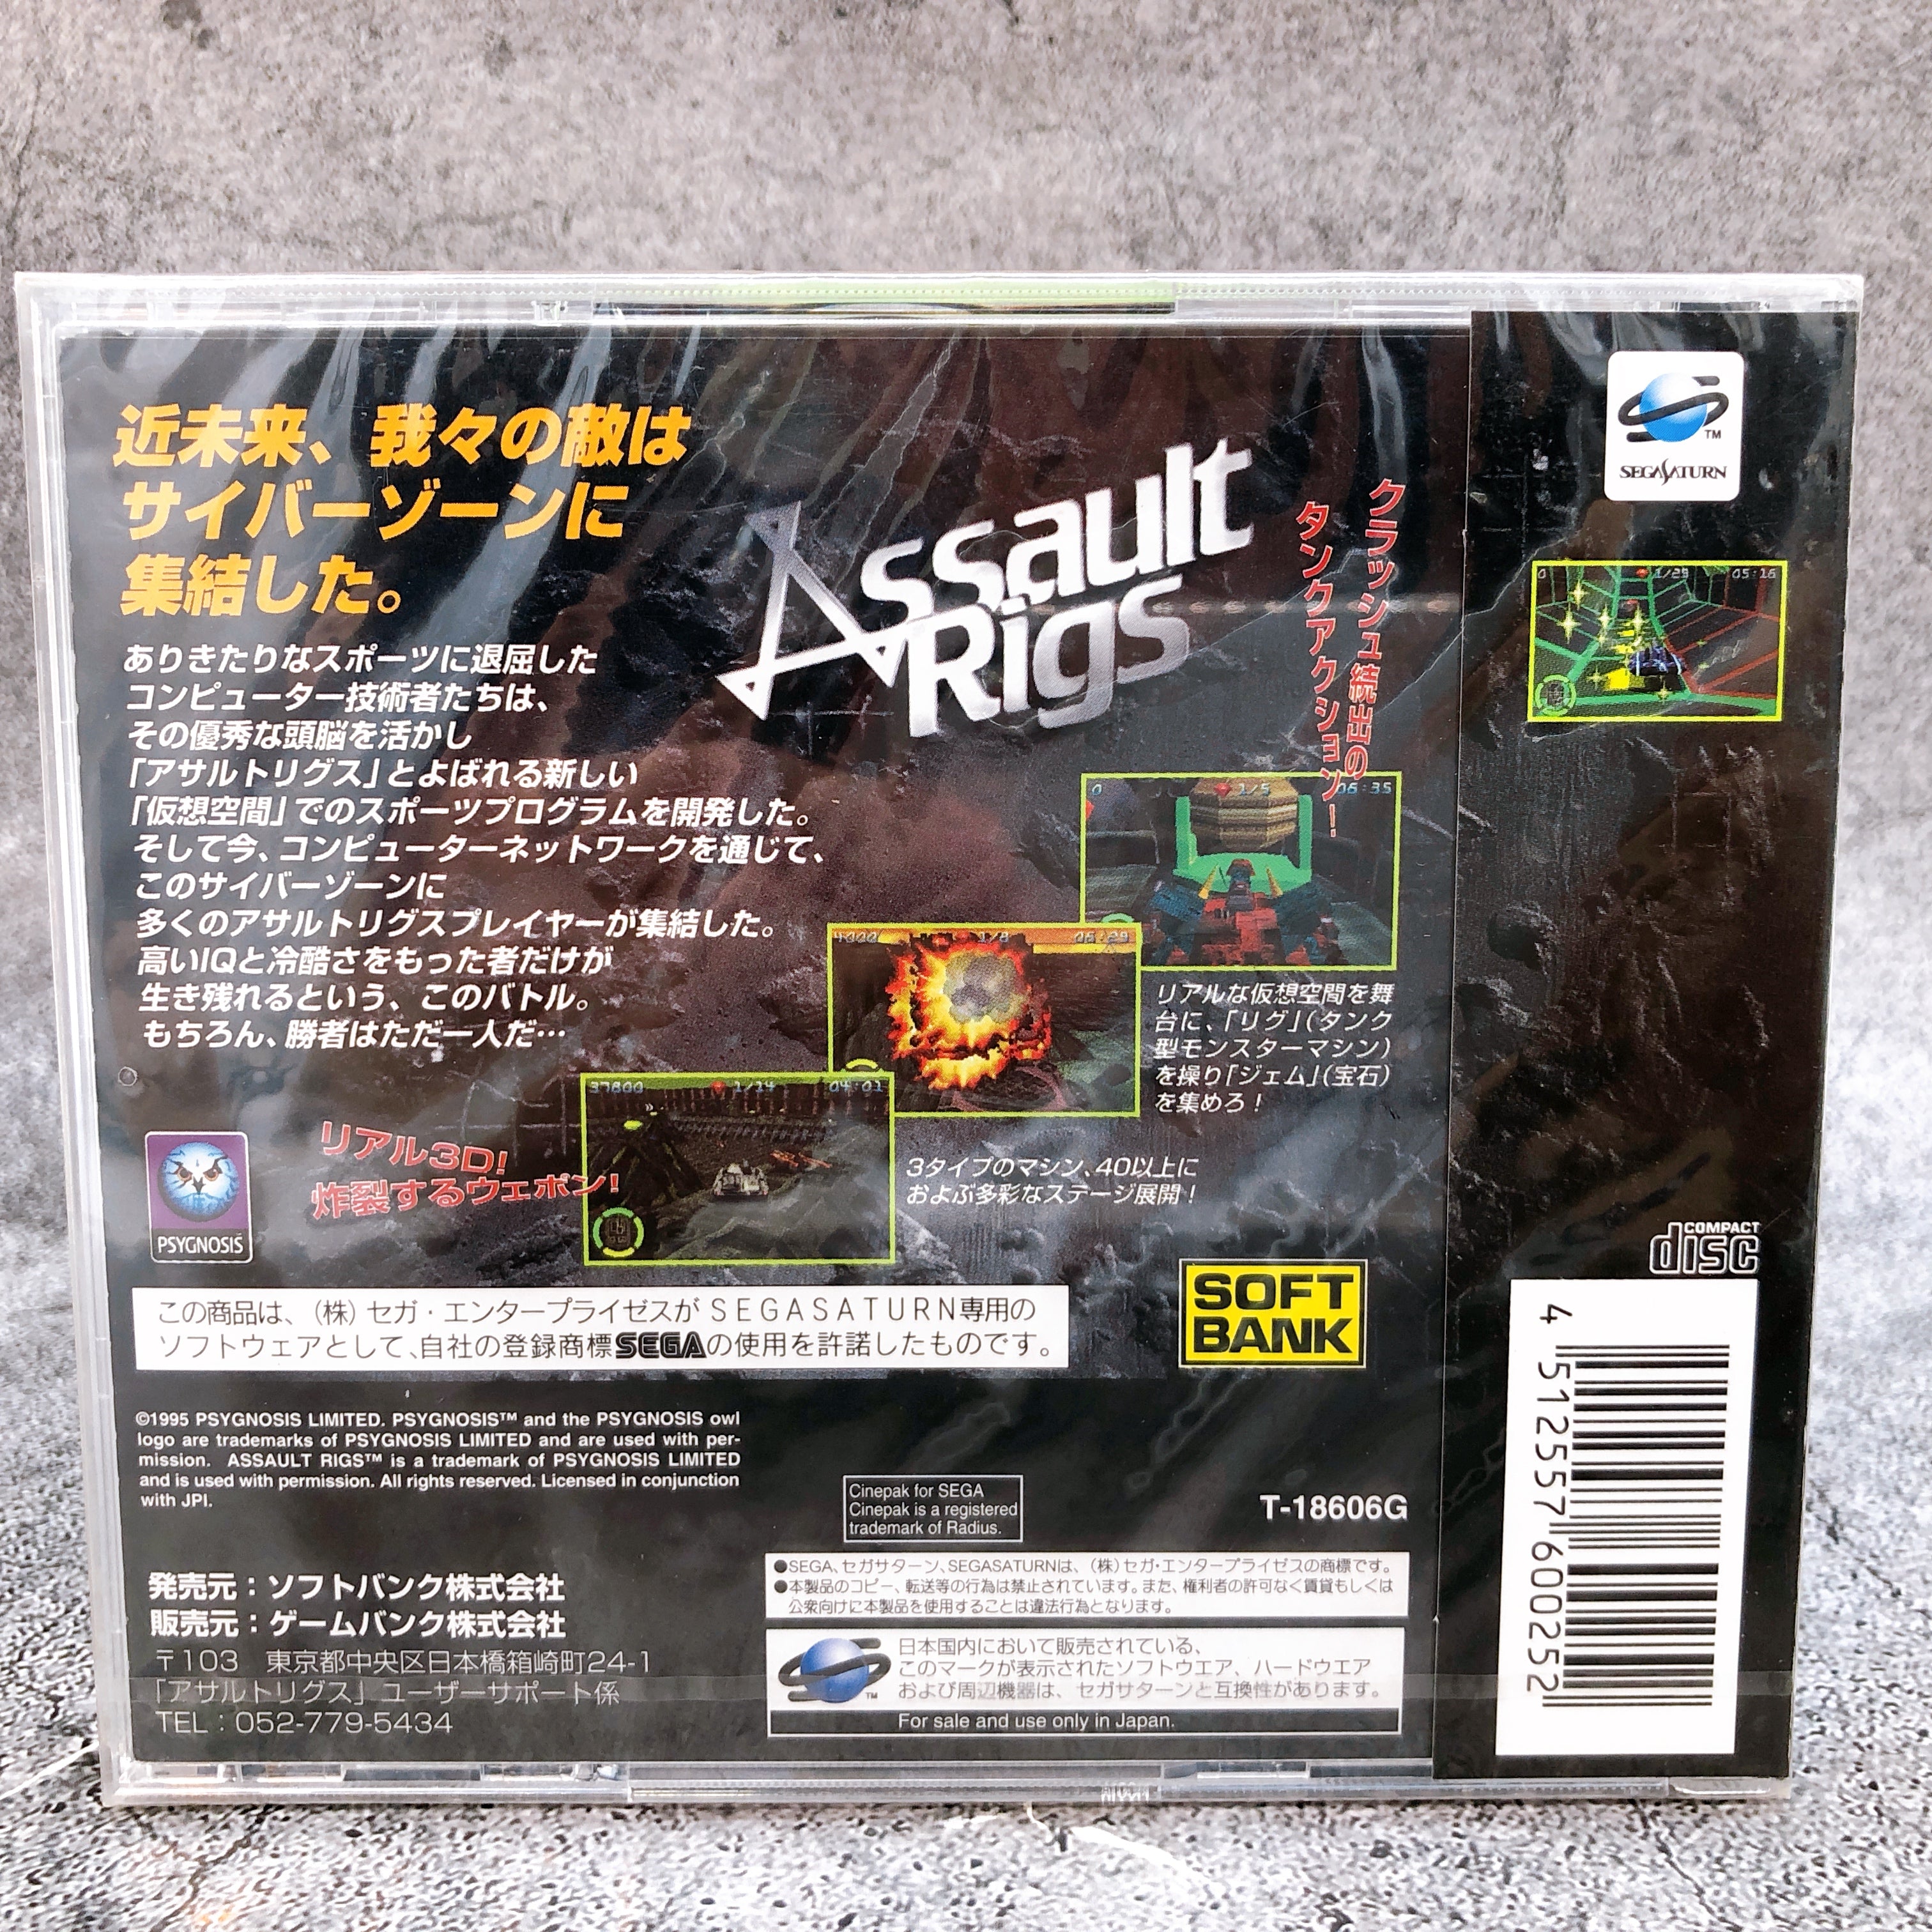 近未来、我々の敵は
サイバーゾーンに
集結した。
ありきたりなスポーツに退屈した
コンピューター技術者たちは、
その優秀な頭脳を活かし
「アサルトリグス」とよばれる新しい
「仮想空間」でのスポーツプログラムを開発した。
そして今、コンピューターネットワークを通じて、
このサイバーゾーンに
多くのアサルトリグスプレイヤーが集結した。
高いIQと冷酷さをもった者だけが
生き残れるという、このバトル。
もちろん、勝者はただ一人だ…
Assault
Rigs
クラッシュ続出の
タンクアクション!
0 1/5 06:35
リアルな仮想空間を舞
台に、「リグ」(タンク
型モンスターマシン)
を操り「ジェム」(宝石)
を集めろ!
4000 1/8 06:29
37800 1/14 04:01
3タイプのマシン、40以上に
およぶ多彩なステージ展開!
リアル3D!
炸裂するウェポン!
PSYGNOSIS
この商品は、(株)セガ・エンタープライゼスがSEGASATURN専用の
ソフトウェアとして、自社の登録商標SEGAの使用を許諾したものです。
SOFT
BANK
©1995 PSYGNOSIS LIMITED. PSYGNOSIS™ and the PSYGNOSIS owl
logo are trademarks of PSYGNOSIS LIMITED and are used with per-
mission. ASSAULT RIGS™ is a trademark of PSYGNOSIS LIMITED
and is used with permission. All rights reserved. Licensed in conjunction
with JPI.
Cinepak for SEGA
Cinepak is a registered
trademark of Radius.
T-18606G
発売元：ソフトバンク株式会社
販売元：ゲームバンク株式会社
〒103 東京都中央区日本橋箱崎町24-1
「アサルトリグス」ユーザーサポート係
TEL：052-779-5434
●SEGA、セガサターン、SEGASATURNは、(株)セガ・エンタープライゼスの商標です。
●本製品のコピー、転送等の行為は禁止されています。また、権利者の許可なく賃貸もしくは
公衆向けに本製品を使用することは違法行為となります。
TM
日本国内において販売されている、
このマークが表示されたソフトウエア、ハードウエア
および周辺機器は、セガサターンと互換性があります。
For sale and use only in Japan.
TM
SEGASATURN
0 1/29 05:16
COMPACT
disc
4 512557 600252